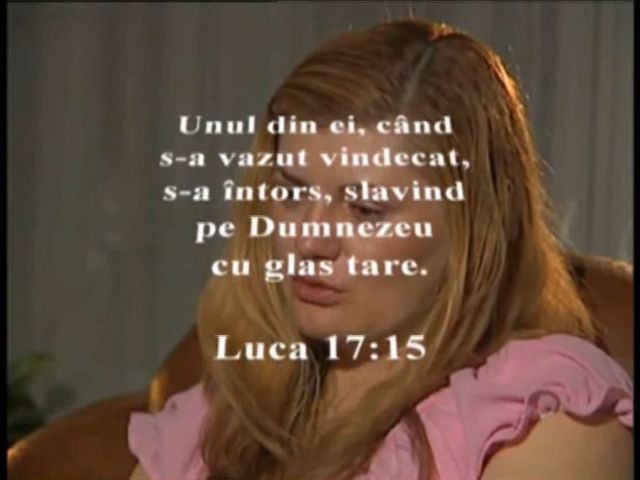 Unul din ei, când
s-a vazut vindecat,
s-a întors, slavind
pe Dumnezeu
cu glas tare.
Luca 17:15